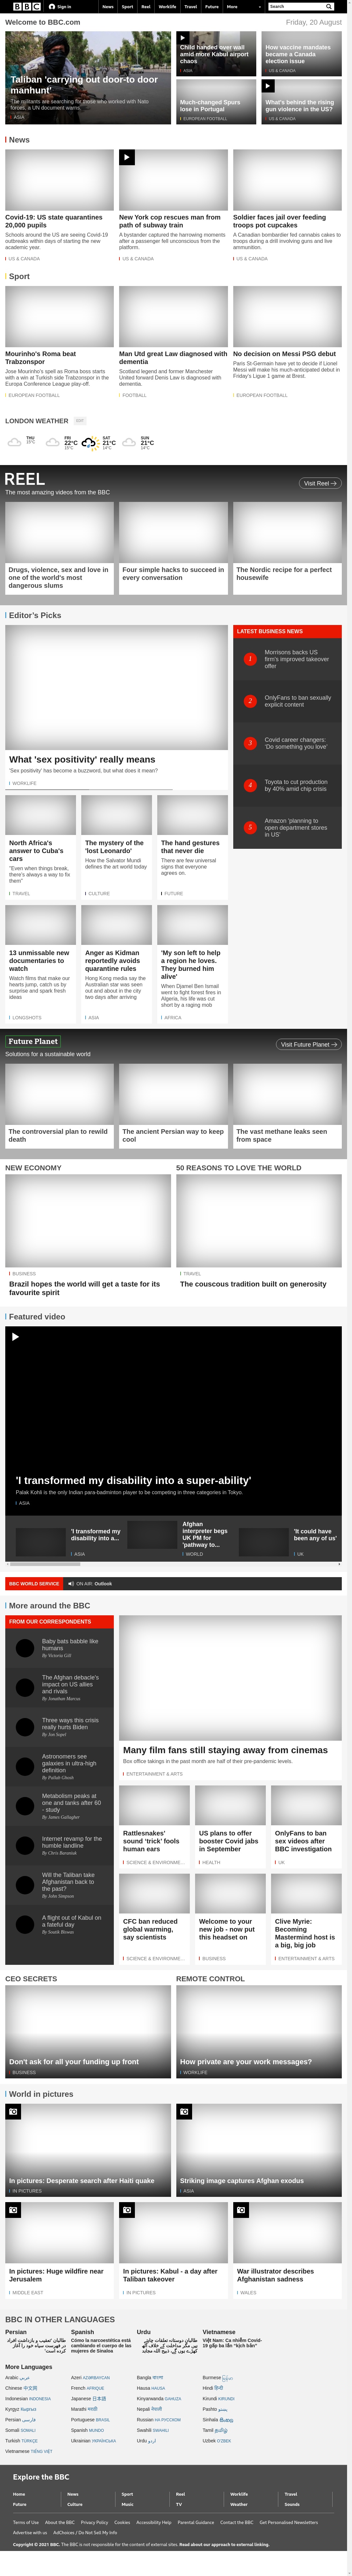 BBC
Sign in
News
Sport
Reel
Worklife
Travel
Future
More
Search
Welcome to BBC.com
Friday, 20 August
Taliban 'carrying out door-to door manhunt'
The militants are searching for those who worked with Nato forces, a UN document warns.
ASIA
Child handed over wall amid more Kabul airport chaos
ASIA
How vaccine mandates became a Canada election issue
US & CANADA
Much-changed Spurs lose in Portugal
EUROPEAN FOOTBALL
What's behind the rising gun violence in the US?
US & CANADA
News
Covid-19: US state quarantines 20,000 pupils
Schools around the US are seeing Covid-19 outbreaks within days of starting the new academic year.
US & CANADA
New York cop rescues man from path of subway train
A bystander captured the harrowing moments after a passenger fell unconscious from the platform.
US & CANADA
Soldier faces jail over feeding troops pot cupcakes
A Canadian bombardier fed cannabis cakes to troops during a drill involving guns and live ammunition.
US & CANADA
Sport
Mourinho's Roma beat Trabzonspor
Jose Mourinho's spell as Roma boss starts with a win at Turkish side Trabzonspor in the Europa Conference League play-off.
EUROPEAN FOOTBALL
Man Utd great Law diagnosed with dementia
Scotland legend and former Manchester United forward Denis Law is diagnosed with dementia.
FOOTBALL
No decision on Messi PSG debut
Paris St-Germain have yet to decide if Lionel Messi will make his much-anticipated debut in Friday's Ligue 1 game at Brest.
EUROPEAN FOOTBALL
LONDON WEATHER
EDIT
THU
15°C
FRI
22°C
15°C
SAT
21°C
14°C
SUN
21°C
14°C
REEL
Visit Reel
The most amazing videos from the BBC
Drugs, violence, sex and love in one of the world's most dangerous slums
Four simple hacks to succeed in every conversation
The Nordic recipe for a perfect housewife
Editor's Picks
What 'sex positivity' really means
'Sex positivity' has become a buzzword, but what does it mean?
WORKLIFE
North Africa's answer to Cuba's cars
"Even when things break, there's always a way to fix them"
TRAVEL
The mystery of the 'lost Leonardo'
How the Salvator Mundi defined the art world today
CULTURE
The hand gestures that never die
There are few universal signs that everyone agrees on.
FUTURE
13 unmissable new documentaries to watch
Watch films that make our hearts jump, catch us by surprise and spark fresh ideas
LONGSHOTS
Anger as Kidman reportedly avoids quarantine rules
Hong Kong media say the Australian star was seen out and about in the city two days after arriving
ASIA
'My son left to help a region he loves. They burned him alive'
When Djamel Ben Ismail went to fight forest fires in Algeria, his life was cut short by a raging mob
AFRICA
LATEST BUSINESS NEWS
1
Morrisons backs US firm's improved takeover offer
2
OnlyFans to ban sexually explicit content
3
Covid career changers: 'Do something you love'
4
Toyota to cut production by 40% amid chip crisis
5
Amazon 'planning to open department stores in US'
Future Planet
Visit Future Planet
Solutions for a sustainable world
The controversial plan to rewild death
The ancient Persian way to keep cool
The vast methane leaks seen from space
NEW ECONOMY
BUSINESS
Brazil hopes the world will get a taste for its favourite spirit
50 REASONS TO LOVE THE WORLD
TRAVEL
The couscous tradition built on generosity
Featured video
'I transformed my disability into a super-ability'
Palak Kohli is the only Indian para-badminton player to be competing in three categories in Tokyo.
ASIA
'I transformed my disability into a...
ASIA
Afghan interpreter begs UK PM for 'pathway to...
WORLD
'It could have been any of us'
UK
BBC WORLD SERVICE
ON AIR: Outlook
More around the BBC
FROM OUR CORRESPONDENTS
Baby bats babble like humans
By Victoria Gill
The Afghan debacle's impact on US allies and rivals
By Jonathan Marcus
Three ways this crisis really hurts Biden
By Jon Sopel
Astronomers see galaxies in ultra-high definition
By Pallab Ghosh
Metabolism peaks at one and tanks after 60 - study
By James Gallagher
Internet revamp for the humble landline
By Chris Baraniuk
Will the Taliban take Afghanistan back to the past?
By John Simpson
A flight out of Kabul on a fateful day
By Soutik Biswas
Many film fans still staying away from cinemas
Box office takings in the past month are half of their pre-pandemic levels.
ENTERTAINMENT & ARTS
Rattlesnakes' sound 'trick' fools human ears
SCIENCE & ENVIRONME...
US plans to offer booster Covid jabs in September
HEALTH
OnlyFans to ban sex videos after BBC investigation
UK
CFC ban reduced global warming, say scientists
SCIENCE & ENVIRONME...
Welcome to your new job - now put this headset on
BUSINESS
Clive Myrie: Becoming Mastermind host is a big, big job
ENTERTAINMENT & ARTS
CEO SECRETS
Don't ask for all your funding up front
BUSINESS
REMOTE CONTROL
How private are your work messages?
WORKLIFE
World in pictures
In pictures: Desperate search after Haiti quake
IN PICTURES
Striking image captures Afghan exodus
ASIA
In pictures: Huge wildfire near Jerusalem
MIDDLE EAST
In pictures: Kabul - a day after Taliban takeover
IN PICTURES
War illustrator describes Afghanistan sadness
WALES
BBC IN OTHER LANGUAGES
Persian
Spanish
Cómo la narcoestética está cambiando el cuerpo de las mujeres de Sinaloa
Urdu
Vietnamese
Việt Nam: Ca nhiễm Covid-19 gấp ba lần "kịch bản"
More Languages
Arabic عربي
Azeri AZƏRBAYCAN
Bangla বাংলা
Burmese မြန်မာ
Chinese 中文网
French AFRIQUE
Hausa HAUSA
Hindi हिन्दी
Indonesian INDONESIA
Japanese 日本語
Kinyarwanda GAHUZA
Kirundi KIRUNDI
Kyrgyz Кыргыз
Marathi मराठी
Nepali नेपाली
Pashto پښتو
Persian فارسی
Portuguese BRASIL
Russian НА РУССКОМ
Sinhala සිංහල
Somali SOMALI
Spanish MUNDO
Swahili SWAHILI
Tamil தமிழ்
Turkish TÜRKÇE
Ukrainian УКРАЇНСЬКА
Urdu اردو
Uzbek O'ZBEK
Vietnamese TIẾNG VIỆT
Explore the BBC
Home
News
Sport
Reel
Worklife
Travel
Future
Culture
Music
TV
Weather
Sounds
Terms of Use
About the BBC
Privacy Policy
Cookies
Accessibility Help
Parental Guidance
Contact the BBC
Get Personalised Newsletters
Advertise with us
AdChoices / Do Not Sell My Info
Copyright © 2021 BBC. The BBC is not responsible for the content of external sites. Read about our approach to external linking.